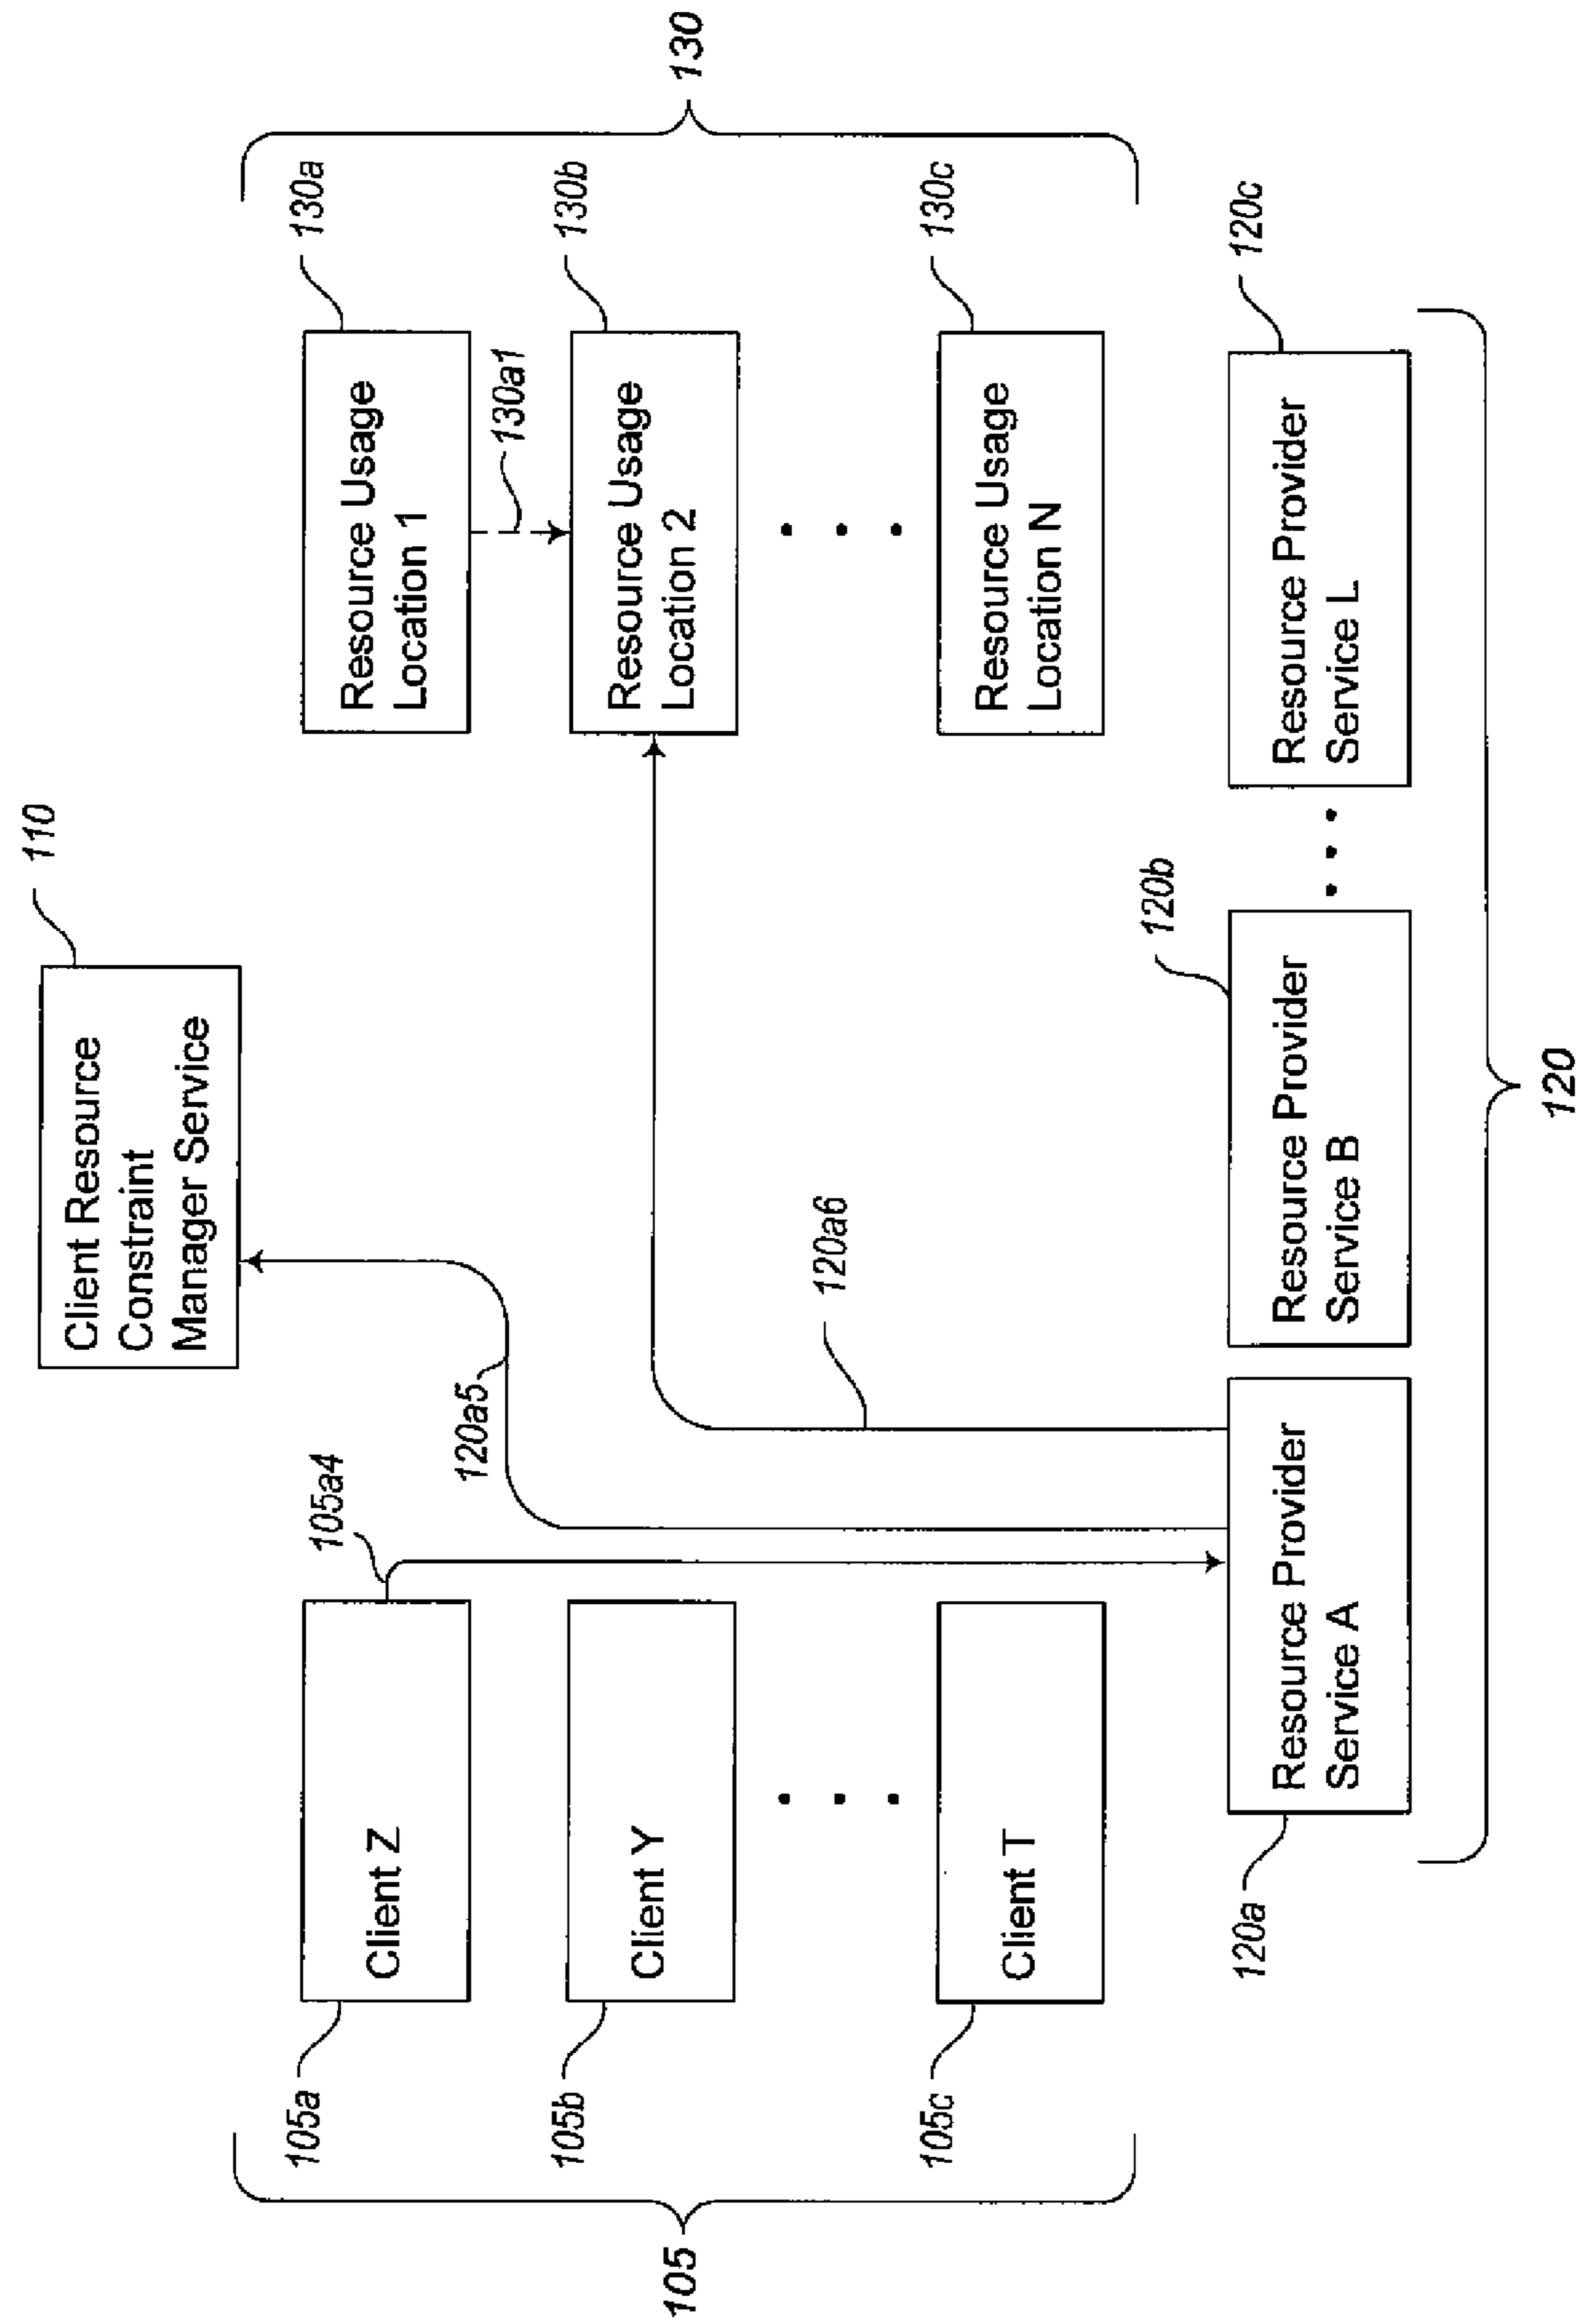 110
Client Resource
Constraint
Manager Service
105a
Client Z
105a4
120a5
130a
Resource Usage
Location 1
130a1
105b
Client Y
130b
Resource Usage
Location 2
105
130
120a6
105c
Client T
130c
Resource Usage
Location N
120a
Resource Provider
Service A
120b
Resource Provider
Service B
120c
Resource Provider
Service L
120